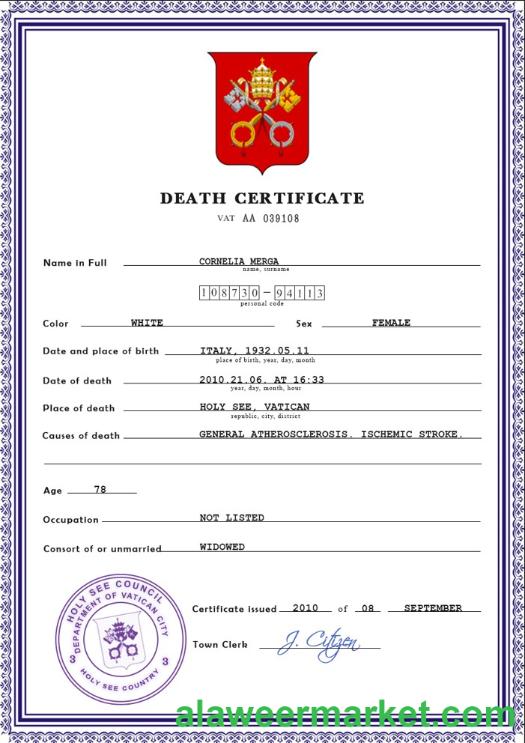 DEATH CERTIFICATE
VAT AA 039108
Name in Full CORNELIA MERGA
name, surname
108730-94113
personal code
Color WHITE Sex FEMALE
Date and place of birth ITALY, 1932.05.11
place of birth, year, day, month
Date of death 2010.21.06. AT 16:33
year, day, month, hour
Place of death HOLY SEE, VATICAN
republic, city, district
Causes of death GENERAL ATHEROSCLEROSIS. ISCHEMIC STROKE.
Age 78
Occupation NOT LISTED
Consort of or unmarried WIDOWED
HOLY SEE COUNCIL
DEPARTMENT OF VATICAN CITY
3 3
HOLY SEE COUNTRY
Certificate issued 2010 of 08 SEPTEMBER
Town Clerk J. Citizen
alaweermarket.com